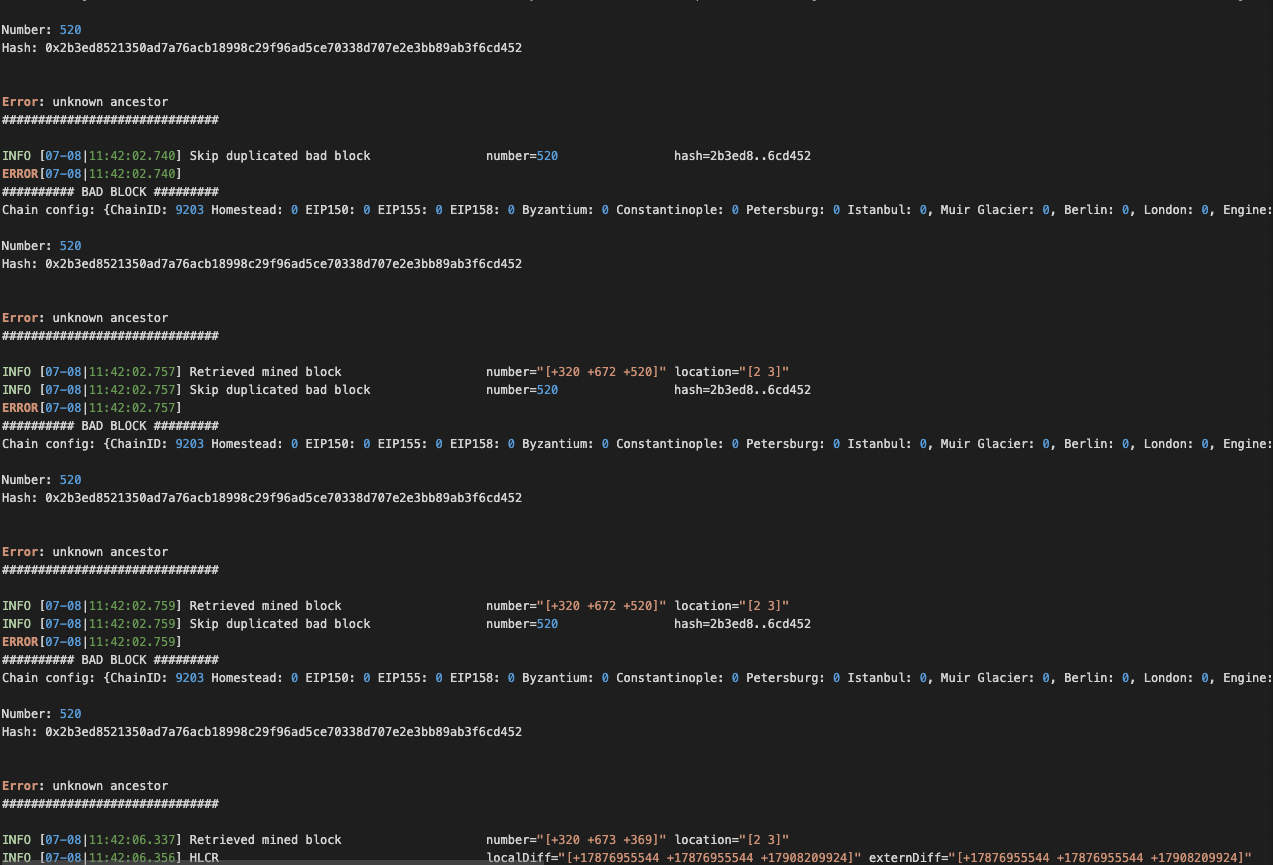 Number: 520
Hash: 0x2b3ed8521350ad7a76acb18998c29f96ad5ce70338d707e2e3bb89ab3f6cd452
Error: unknown ancestor
##############################
INFO [07-08|11:42:02.740] Skip duplicated bad block number=520 hash=2b3ed8..6cd452
ERROR[07-08|11:42:02.740]
########## BAD BLOCK #########
Chain config: {ChainID: 9203 Homestead: 0 EIP150: 0 EIP155: 0 EIP158: 0 Byzantium: 0 Constantinople: 0 Petersburg: 0 Istanbul: 0, Muir Glacier: 0, Berlin: 0, London: 0, Engine:
Number: 520
Hash: 0x2b3ed8521350ad7a76acb18998c29f96ad5ce70338d707e2e3bb89ab3f6cd452
Error: unknown ancestor
##############################
INFO [07-08|11:42:02.757] Retrieved mined block number="[+320 +672 +520]" location="[2 3]"
INFO [07-08|11:42:02.757] Skip duplicated bad block number=520 hash=2b3ed8..6cd452
ERROR[07-08|11:42:02.757]
########## BAD BLOCK #########
Chain config: {ChainID: 9203 Homestead: 0 EIP150: 0 EIP155: 0 EIP158: 0 Byzantium: 0 Constantinople: 0 Petersburg: 0 Istanbul: 0, Muir Glacier: 0, Berlin: 0, London: 0, Engine:
Number: 520
Hash: 0x2b3ed8521350ad7a76acb18998c29f96ad5ce70338d707e2e3bb89ab3f6cd452
Error: unknown ancestor
##############################
INFO [07-08|11:42:02.759] Retrieved mined block number="[+320 +672 +520]" location="[2 3]"
INFO [07-08|11:42:02.759] Skip duplicated bad block number=520 hash=2b3ed8..6cd452
ERROR[07-08|11:42:02.759]
########## BAD BLOCK #########
Chain config: {ChainID: 9203 Homestead: 0 EIP150: 0 EIP155: 0 EIP158: 0 Byzantium: 0 Constantinople: 0 Petersburg: 0 Istanbul: 0, Muir Glacier: 0, Berlin: 0, London: 0, Engine:
Number: 520
Hash: 0x2b3ed8521350ad7a76acb18998c29f96ad5ce70338d707e2e3bb89ab3f6cd452
Error: unknown ancestor
##############################
INFO [07-08|11:42:06.337] Retrieved mined block number="[+320 +673 +369]" location="[2 3]"
INFO [07-08|11:42:06.356] HLCR localDiff="[+17876955544 +17876955544 +17908209924]" externDiff="[+17876955544 +17876955544 +17908209924]"